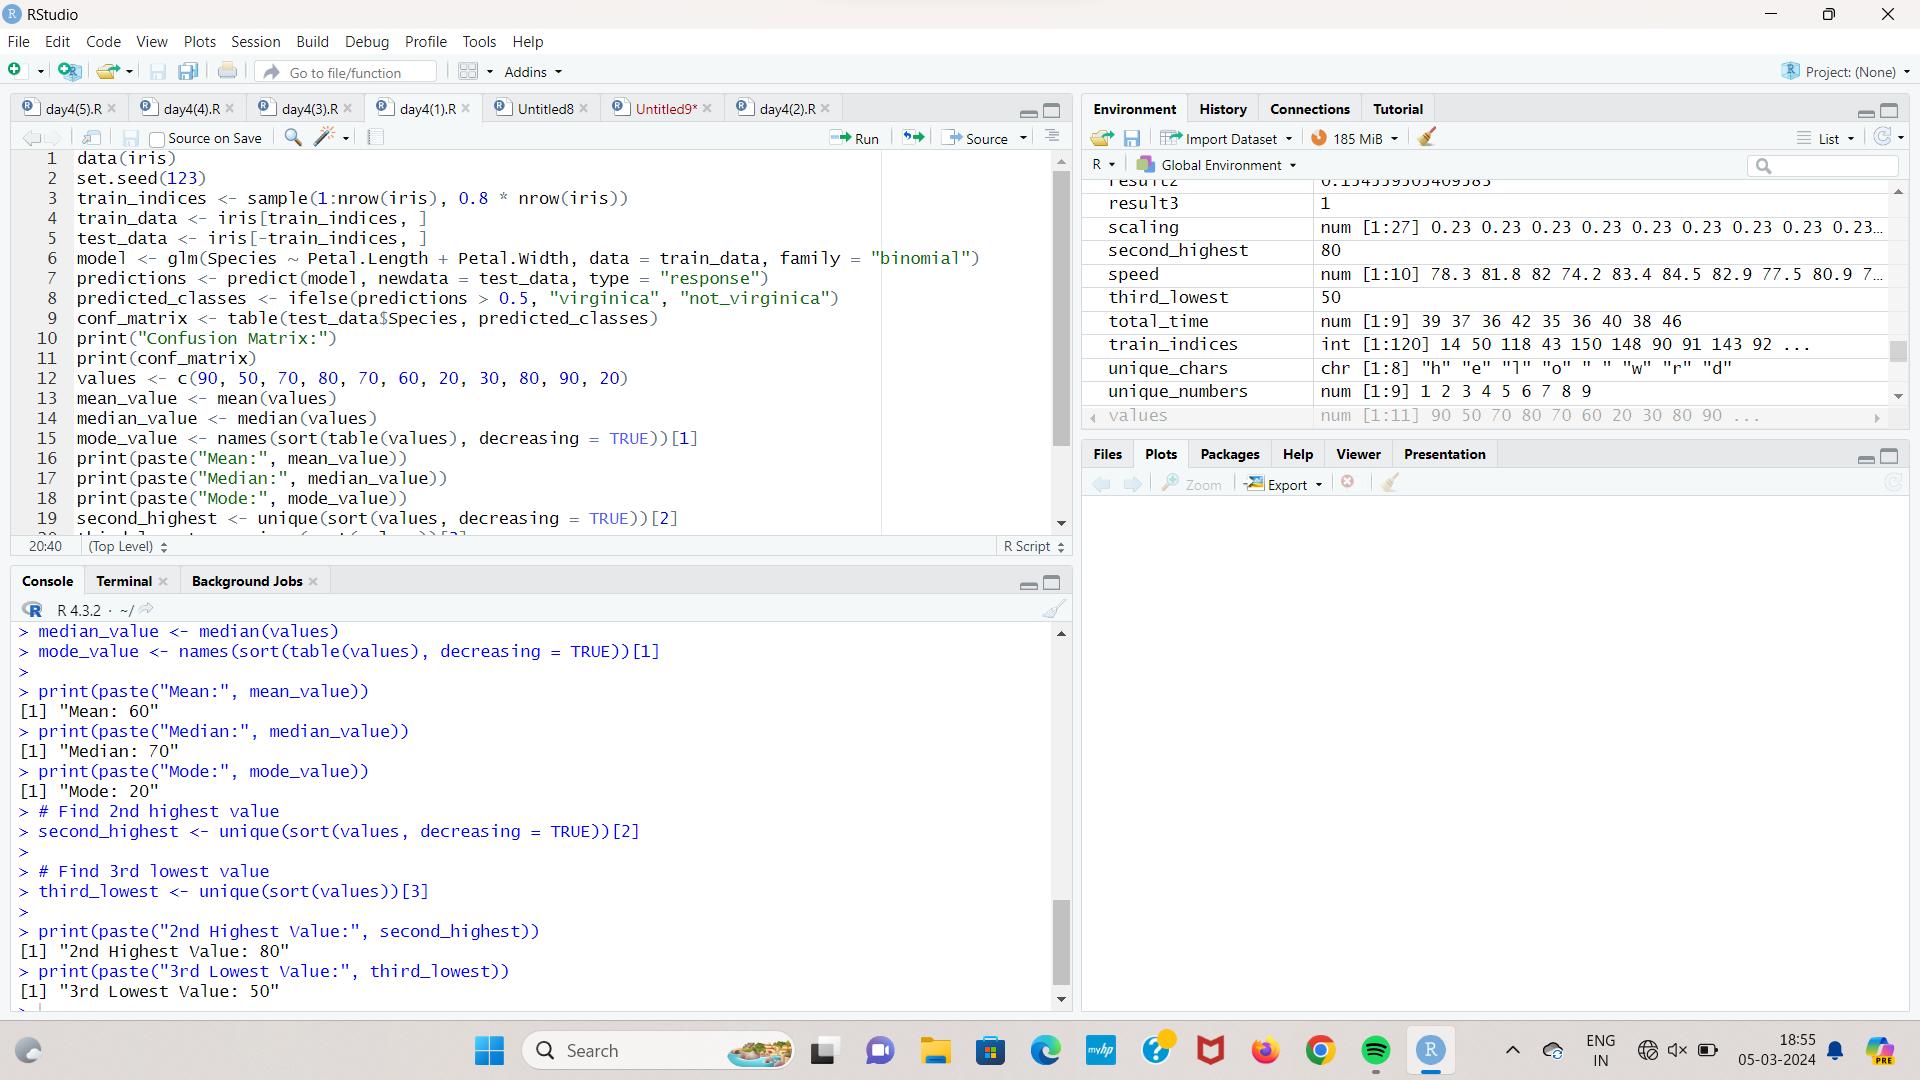 RStudio
File Edit Code View Plots Session Build Debug Profile Tools Help
Go to file/function Addins Project: (None)
day4(5).R day4(4).R day4(3).R day4(1).R Untitled8 Untitled9* day4(2).R
Source on Save Run Source
1 data(iris)
2 set.seed(123)
3 train_indices <- sample(1:nrow(iris), 0.8 * nrow(iris))
4 train_data <- iris[train_indices, ]
5 test_data <- iris[-train_indices, ]
6 model <- glm(Species ~ Petal.Length + Petal.Width, data = train_data, family = "binomial")
7 predictions <- predict(model, newdata = test_data, type = "response")
8 predicted_classes <- ifelse(predictions > 0.5, "virginica", "not_virginica")
9 conf_matrix <- table(test_data$Species, predicted_classes)
10 print("Confusion Matrix:")
11 print(conf_matrix)
12 values <- c(90, 50, 70, 80, 70, 60, 20, 30, 80, 90, 20)
13 mean_value <- mean(values)
14 median_value <- median(values)
15 mode_value <- names(sort(table(values), decreasing = TRUE))[1]
16 print(paste("Mean:", mean_value))
17 print(paste("Median:", median_value))
18 print(paste("Mode:", mode_value))
19 second_highest <- unique(sort(values, decreasing = TRUE))[2]
20:40 (Top Level) R Script
Console Terminal Background Jobs
R 4.3.2 · ~/
> median_value <- median(values)
> mode_value <- names(sort(table(values), decreasing = TRUE))[1]
>
> print(paste("Mean:", mean_value))
[1] "Mean: 60"
> print(paste("Median:", median_value))
[1] "Median: 70"
> print(paste("Mode:", mode_value))
[1] "Mode: 20"
> # Find 2nd highest value
> second_highest <- unique(sort(values, decreasing = TRUE))[2]
>
> # Find 3rd lowest value
> third_lowest <- unique(sort(values))[3]
>
> print(paste("2nd Highest Value:", second_highest))
[1] "2nd Highest Value: 80"
> print(paste("3rd Lowest Value:", third_lowest))
[1] "3rd Lowest Value: 50"
>
Environment History Connections Tutorial
Import Dataset 185 MiB List
R Global Environment
result3 1
scaling num [1:27] 0.23 0.23 0.23 0.23 0.23 0.23 0.23 0.23 0.23...
second_highest 80
speed num [1:10] 78.3 81.8 82 74.2 83.4 84.5 82.9 77.5 80.9 7...
third_lowest 50
total_time num [1:9] 39 37 36 42 35 36 40 38 46
train_indices int [1:120] 14 50 118 43 150 148 90 91 143 92 ...
unique_chars chr [1:8] "h" "e" "l" "o" " " "w" "r" "d"
unique_numbers num [1:9] 1 2 3 4 5 6 7 8 9
values num [1:11] 90 50 70 80 70 60 20 30 80 90 ...
Files Plots Packages Help Viewer Presentation
Zoom Export
Search
myhp
R
ENG
IN
18:55
05-03-2024
PRE